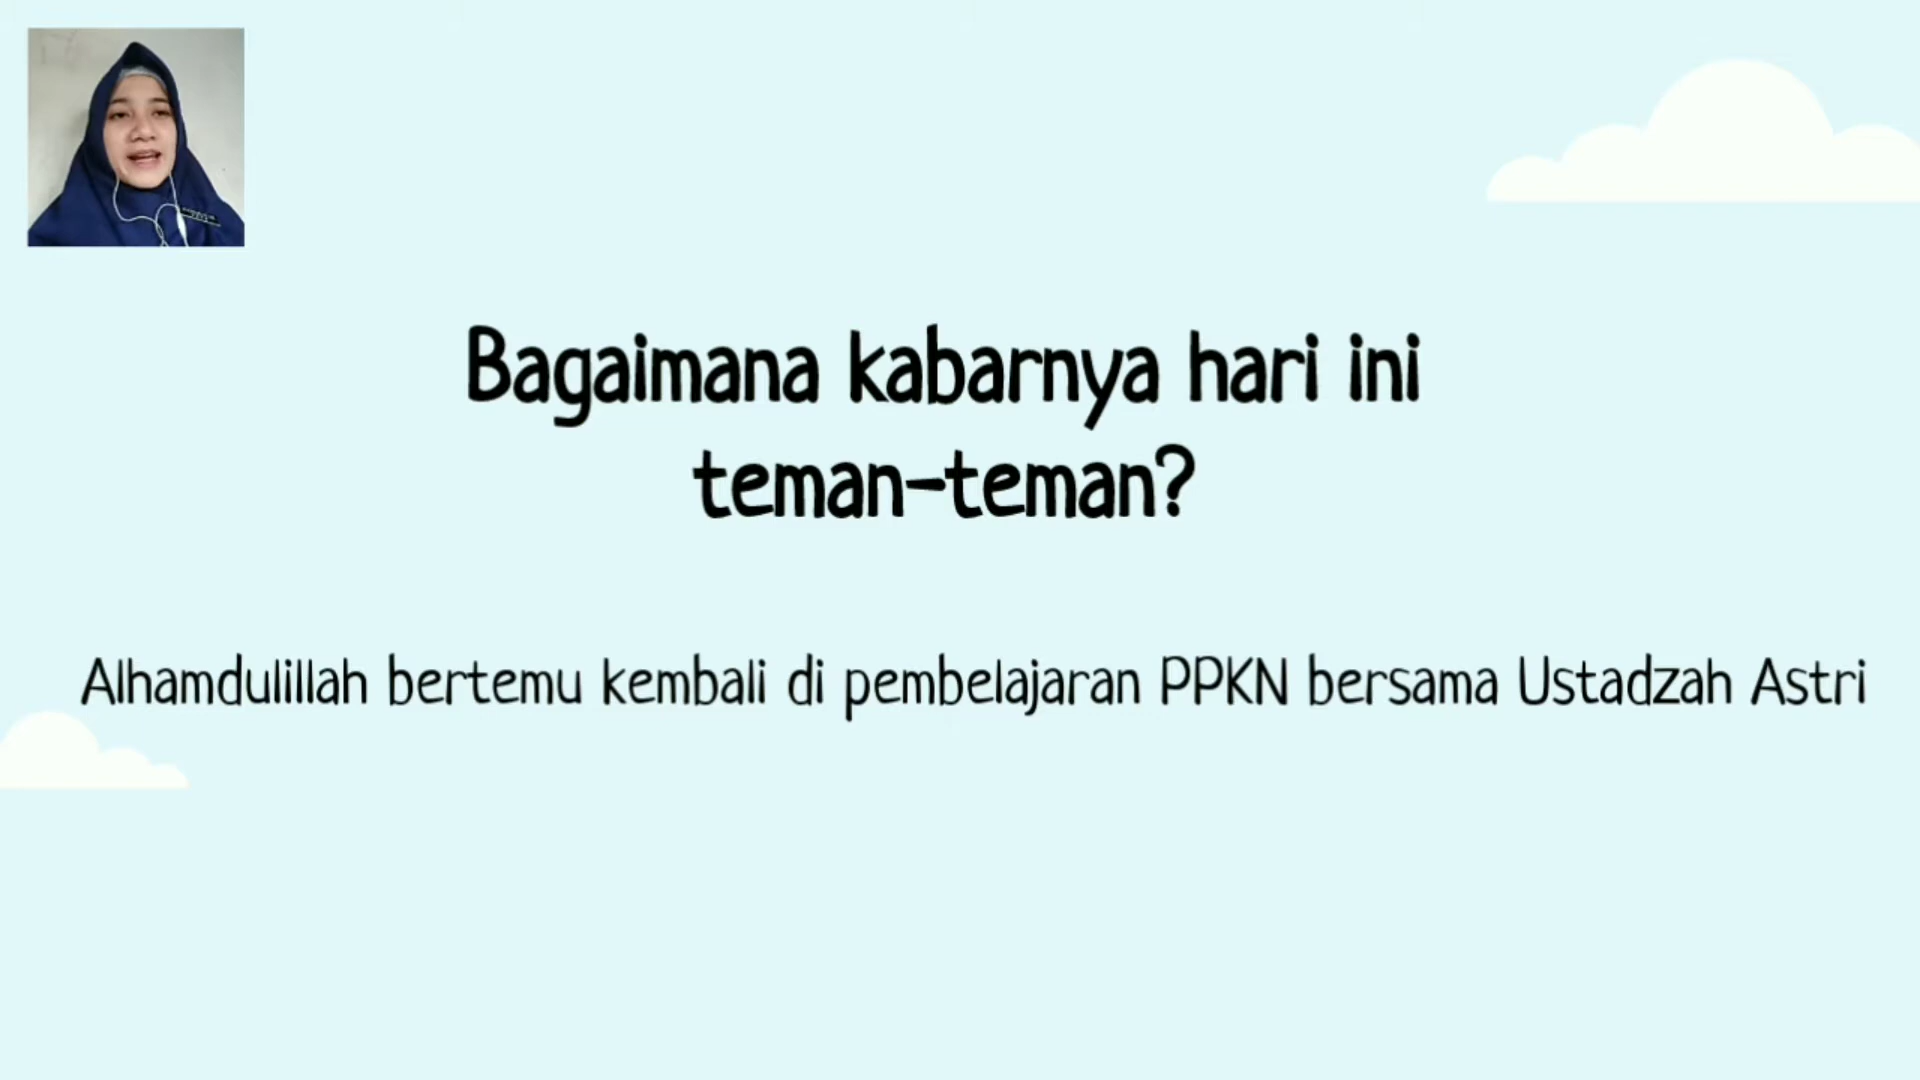 Bagaimana kabarnya hari ini
teman-teman?
Alhamdulillah bertemu kembali di pembelajaran PPKN bersama Ustadzah Astri